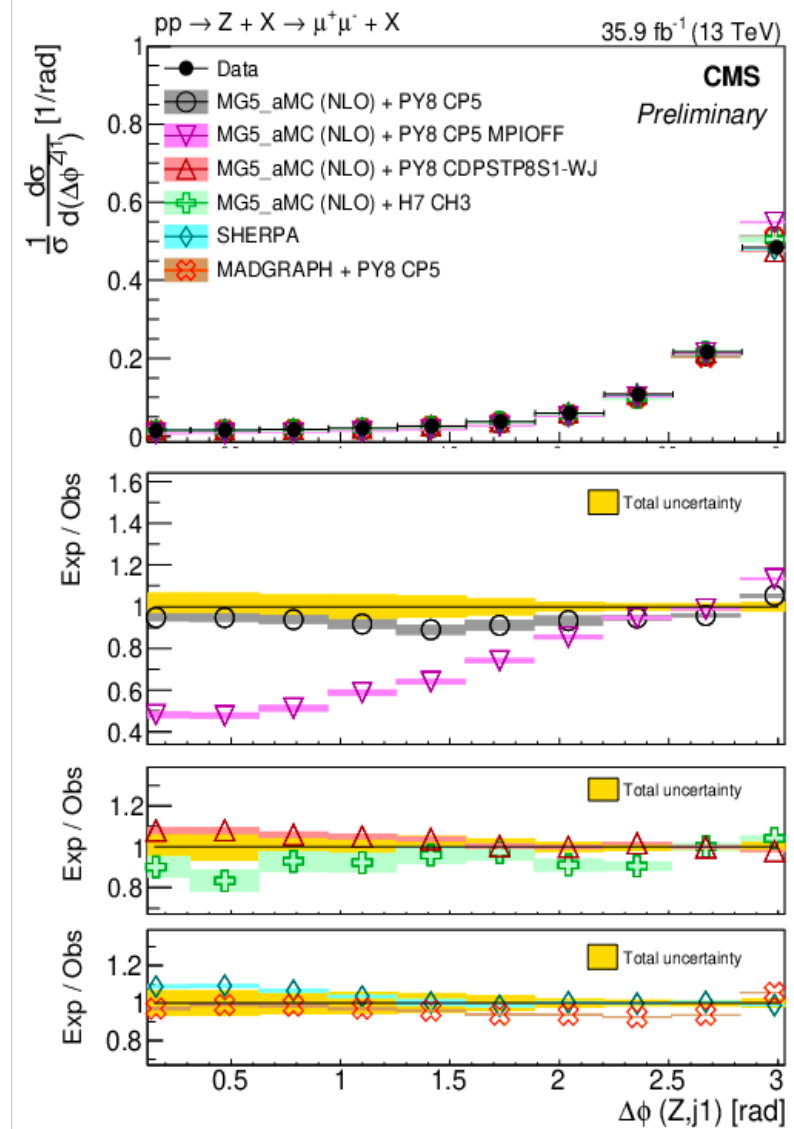 pp → Z + X → μ⁺μ⁻ + X 35.9 fb⁻¹ (13 TeV)
1/σ dσ/d(Δϕ^Zj1) [1/rad]
1
0.8
0.6
0.4
0.2
0
Data
MG5_aMC (NLO) + PY8 CP5
MG5_aMC (NLO) + PY8 CP5 MPIOFF
MG5_aMC (NLO) + PY8 CDPSTP8S1-WJ
MG5_aMC (NLO) + H7 CH3
SHERPA
MADGRAPH + PY8 CP5
CMS
Preliminary
Exp / Obs
1.6
1.4
1.2
1
0.8
0.6
0.4
Total uncertainty
Exp / Obs
1.2
1
0.8
Total uncertainty
Exp / Obs
1.2
1
0.8
Total uncertainty
0.5 1 1.5 2 2.5 3
Δϕ (Z,j1) [rad]